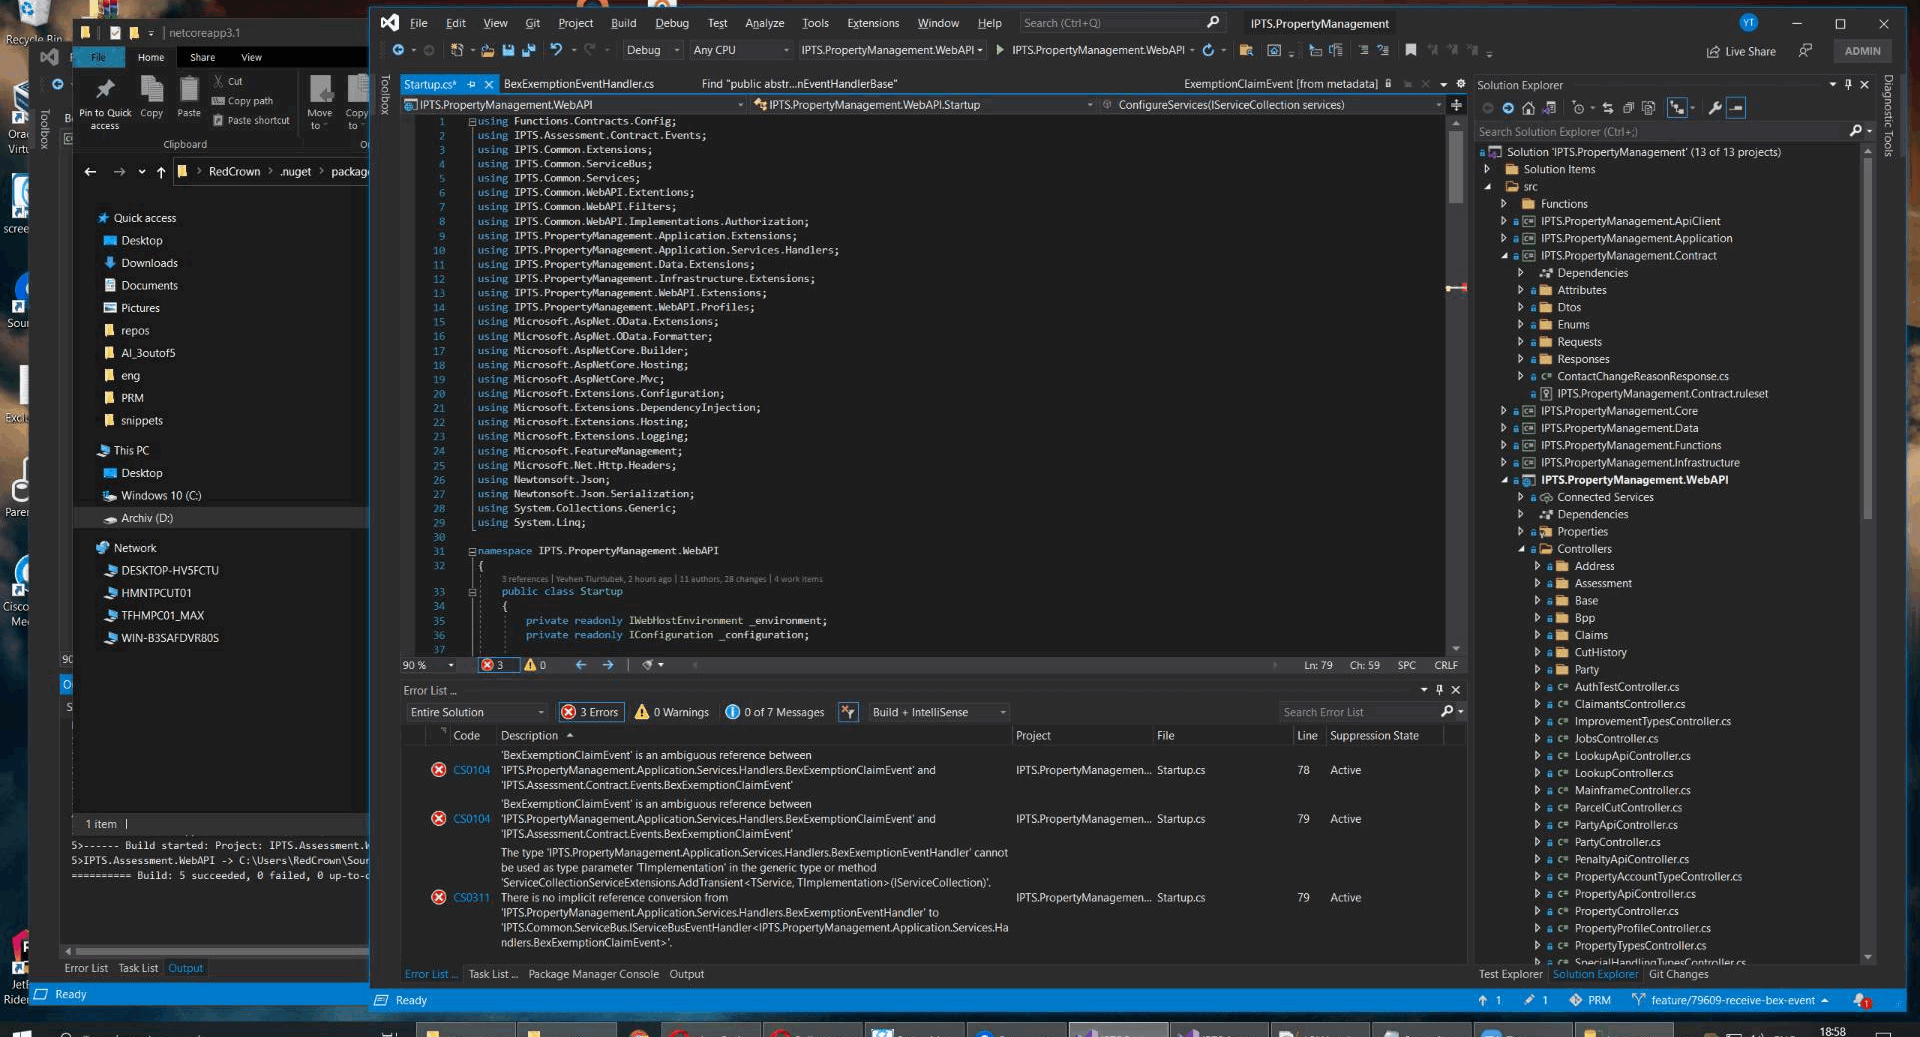 Recycle Bin
netcoreapp3.1
File Home Share View
Pin to Quick access
Copy
Paste
Cut
Copy path
Paste shortcut
Move to
Copy to
Clipboard
RedCrown > .nuget > packag
Quick access
Desktop
Downloads
Documents
Pictures
repos
AI_3outof5
eng
PRM
snippets
This PC
Desktop
Windows 10 (C:)
Archiv (D:)
Network
DESKTOP-HV5FCTU
HMNTPCUT01
TFHMPC01_MAX
WIN-B3SAFDVR80S
1 item
5>------ Build started: Project: IPTS.Assessment.W
5>IPTS.Assessment.WebAPI -> C:\Users\RedCrown\Sour
========== Build: 5 succeeded, 0 failed, 0 up-to-d
Error List Task List Output
Ready
Toolbox
File Edit View Git Project Build Debug Test Analyze Tools Extensions Window Help Search (Ctrl+Q) IPTS.PropertyManagement YT
Debug Any CPU IPTS.PropertyManagement.WebAPI IPTS.PropertyManagement.WebAPI Live Share ADMIN
Toolbox
Startup.cs* BexExemptionEventHandler.cs Find "public abstr...nEventHandlerBase" ExemptionClaimEvent [from metadata]
IPTS.PropertyManagement.WebAPI IPTS.PropertyManagement.WebAPI.Startup ConfigureServices(IServiceCollection services)
1 using Functions.Contracts.Config;
2 using IPTS.Assessment.Contract.Events;
3 using IPTS.Common.Extensions;
4 using IPTS.Common.ServiceBus;
5 using IPTS.Common.Services;
6 using IPTS.Common.WebAPI.Extentions;
7 using IPTS.Common.WebAPI.Filters;
8 using IPTS.Common.WebAPI.Implementations.Authorization;
9 using IPTS.PropertyManagement.Application.Extensions;
10 using IPTS.PropertyManagement.Application.Services.Handlers;
11 using IPTS.PropertyManagement.Data.Extensions;
12 using IPTS.PropertyManagement.Infrastructure.Extensions;
13 using IPTS.PropertyManagement.WebAPI.Extensions;
14 using IPTS.PropertyManagement.WebAPI.Profiles;
15 using Microsoft.AspNet.OData.Extensions;
16 using Microsoft.AspNet.OData.Formatter;
17 using Microsoft.AspNetCore.Builder;
18 using Microsoft.AspNetCore.Hosting;
19 using Microsoft.AspNetCore.Mvc;
20 using Microsoft.Extensions.Configuration;
21 using Microsoft.Extensions.DependencyInjection;
22 using Microsoft.Extensions.Hosting;
23 using Microsoft.Extensions.Logging;
24 using Microsoft.FeatureManagement;
25 using Microsoft.Net.Http.Headers;
26 using Newtonsoft.Json;
27 using Newtonsoft.Json.Serialization;
28 using System.Collections.Generic;
29 using System.Linq;
30
31 namespace IPTS.PropertyManagement.WebAPI
32 {
3 references | Yevhen Tiurtiubek, 2 hours ago | 11 authors, 28 changes | 4 work items
33 public class Startup
34 {
35 private readonly IWebHostEnvironment _environment;
36 private readonly IConfiguration _configuration;
37
90 % 3 0 Ln: 79 Ch: 59 SPC CRLF
Error List ...
Entire Solution 3 Errors 0 Warnings 0 of 7 Messages Build + IntelliSense Search Error List
Code Description Project File Line Suppression State
'BexExemptionClaimEvent' is an ambiguous reference between
CS0104 'IPTS.PropertyManagement.Application.Services.Handlers.BexExemptionClaimEvent' and IPTS.PropertyManagemen... Startup.cs 78 Active
'IPTS.Assessment.Contract.Events.BexExemptionClaimEvent'
'BexExemptionClaimEvent' is an ambiguous reference between
CS0104 'IPTS.PropertyManagement.Application.Services.Handlers.BexExemptionClaimEvent' and IPTS.PropertyManagemen... Startup.cs 79 Active
'IPTS.Assessment.Contract.Events.BexExemptionClaimEvent'
The type 'IPTS.PropertyManagement.Application.Services.Handlers.BexExemptionEventHandler' cannot
be used as type parameter 'TImplementation' in the generic type or method
'ServiceCollectionServiceExtensions.AddTransient<TService, TImplementation>(IServiceCollection)'.
CS0311 There is no implicit reference conversion from IPTS.PropertyManagemen... Startup.cs 79 Active
'IPTS.PropertyManagement.Application.Services.Handlers.BexExemptionEventHandler' to
'IPTS.Common.ServiceBus.IServiceBusEventHandler<IPTS.PropertyManagement.Application.Services.Ha
ndlers.BexExemptionClaimEvent>'.
Error List ... Task List ... Package Manager Console Output
Ready
Solution Explorer
Search Solution Explorer (Ctrl+;)
Solution 'IPTS.PropertyManagement' (13 of 13 projects)
Solution Items
src
Functions
IPTS.PropertyManagement.ApiClient
IPTS.PropertyManagement.Application
IPTS.PropertyManagement.Contract
Dependencies
Attributes
Dtos
Enums
Requests
Responses
ContactChangeReasonResponse.cs
IPTS.PropertyManagement.Contract.ruleset
IPTS.PropertyManagement.Core
IPTS.PropertyManagement.Data
IPTS.PropertyManagement.Functions
IPTS.PropertyManagement.Infrastructure
IPTS.PropertyManagement.WebAPI
Connected Services
Dependencies
Properties
Controllers
Address
Assessment
Base
Bpp
Claims
CutHistory
Party
AuthTestController.cs
ClaimantsController.cs
ImprovementTypesController.cs
JobsController.cs
LookupApiController.cs
LookupController.cs
MainframeController.cs
ParcelCutController.cs
PartyApiController.cs
PartyController.cs
PenaltyApiController.cs
PropertyAccountTypeController.cs
PropertyApiController.cs
PropertyController.cs
PropertyProfileController.cs
PropertyTypesController.cs
SpecialHandlingTypesController.cs
Test Explorer Solution Explorer Git Changes
1 1 PRM feature/79609-receive-bex-event 1
Diagnostic Tools
18:58